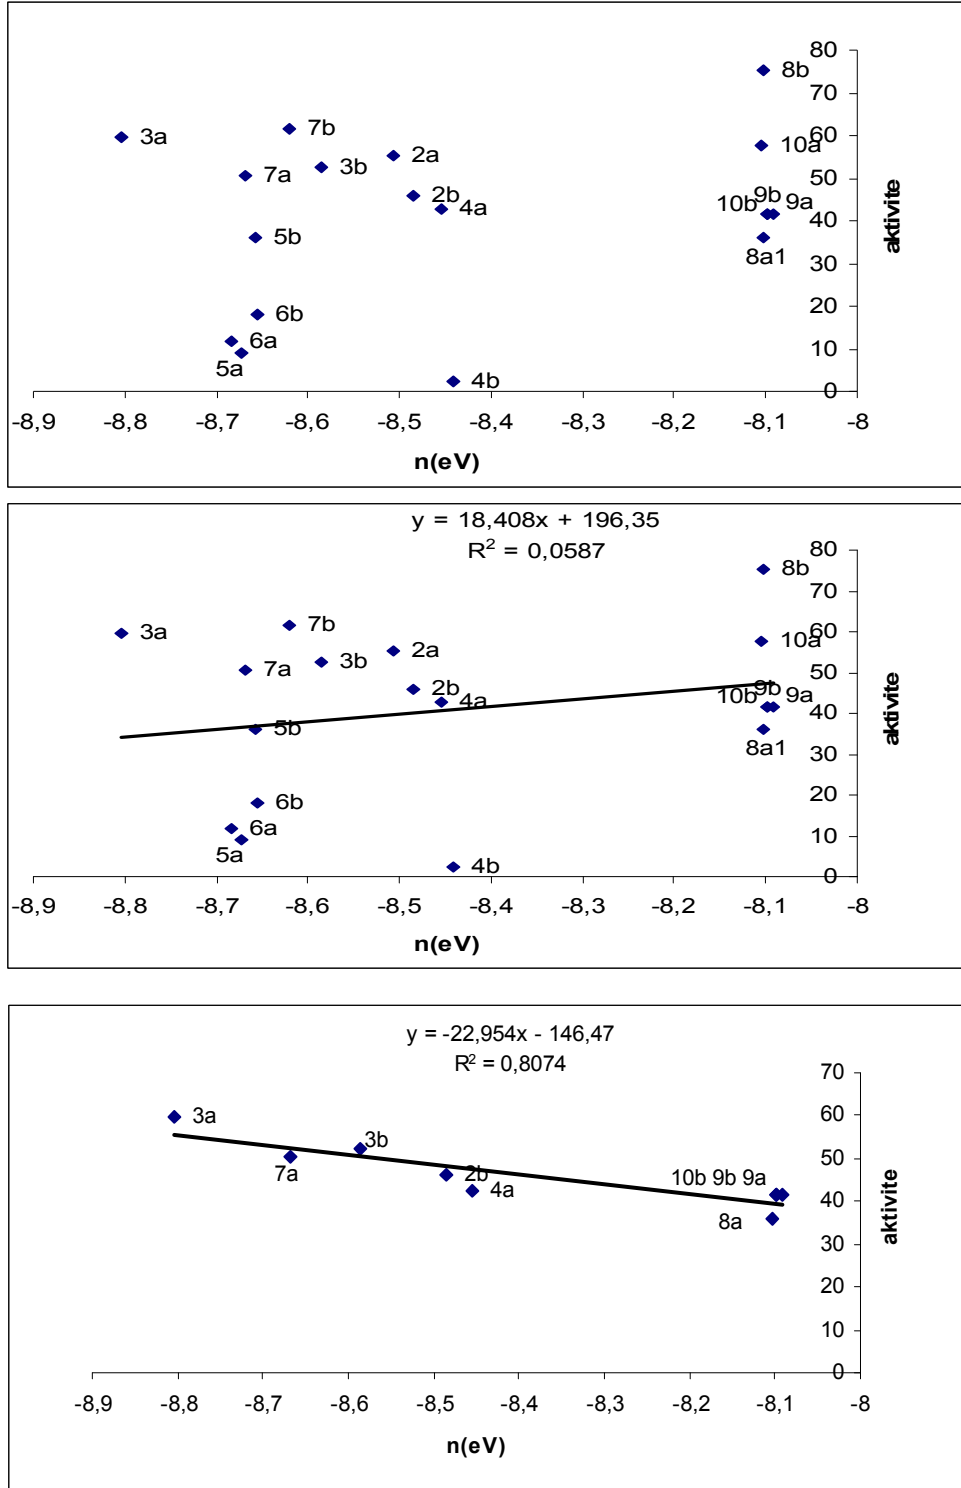 80
8b
70
7b
3a
60
10a
2a
7a
3b
50
2b
9b
10b
9a
4a
40
5b
8a1
30
6b
20
6a
10
5a
4b
0
-8,9 -8,8 -8,7 -8,6 -8,5 -8,4 -8,3 -8,2 -8,1 -8
n(eV)
aktivite
y = 18,408x + 196,35
R² = 0,0587
80
8b
70
7b
3a
60
10a
2a
7a
3b
50
2b
9b
10b
9a
4a
40
5b
8a1
30
6b
20
6a
10
5a
4b
0
-8,9 -8,8 -8,7 -8,6 -8,5 -8,4 -8,3 -8,2 -8,1 -8
n(eV)
aktivite
y = -22,954x - 146,47
R² = 0,8074
70
3a
60
3b
50
7a
2b
10b 9b 9a
4a
40
8a
30
20
10
0
-8,9 -8,8 -8,7 -8,6 -8,5 -8,4 -8,3 -8,2 -8,1 -8
n(eV)
aktivite